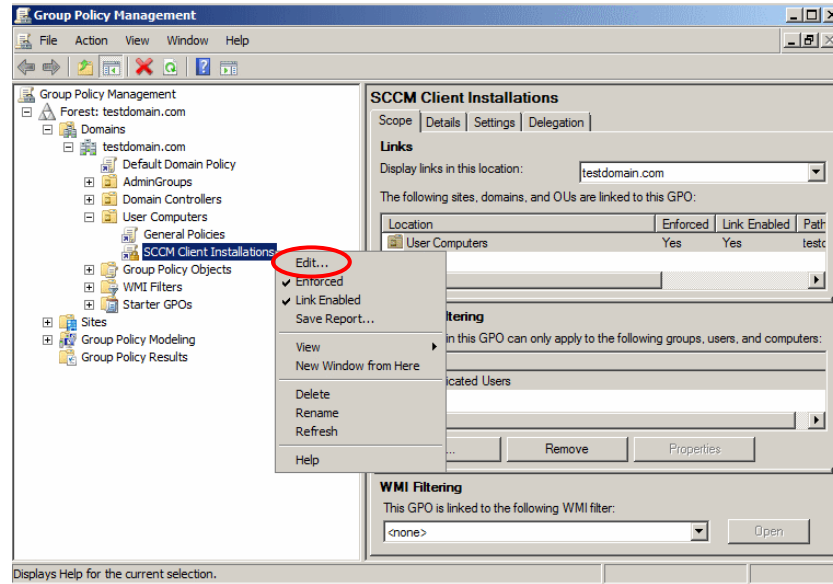 Group Policy Management
File Action View Window Help
Group Policy Management
Forest: testdomain.com
Domains
testdomain.com
Default Domain Policy
AdminGroups
Domain Controllers
User Computers
General Policies
SCCM Client Installations
Group Policy Objects
WMI Filters
Starter GPOs
Sites
Group Policy Modeling
Group Policy Results
Edit...
Enforced
Link Enabled
Save Report...
View
New Window from Here
Delete
Rename
Refresh
Help
SCCM Client Installations
Scope Details Settings Delegation
Links
Display links in this location: testdomain.com
The following sites, domains, and OUs are linked to this GPO:
Location Enforced Link Enabled Path
User Computers Yes Yes testc
ltering
in this GPO can only apply to the following groups, users, and computers:
icated Users
... Remove Properties
WMI Filtering
This GPO is linked to the following WMI filter:
<none> Open
Displays Help for the current selection.